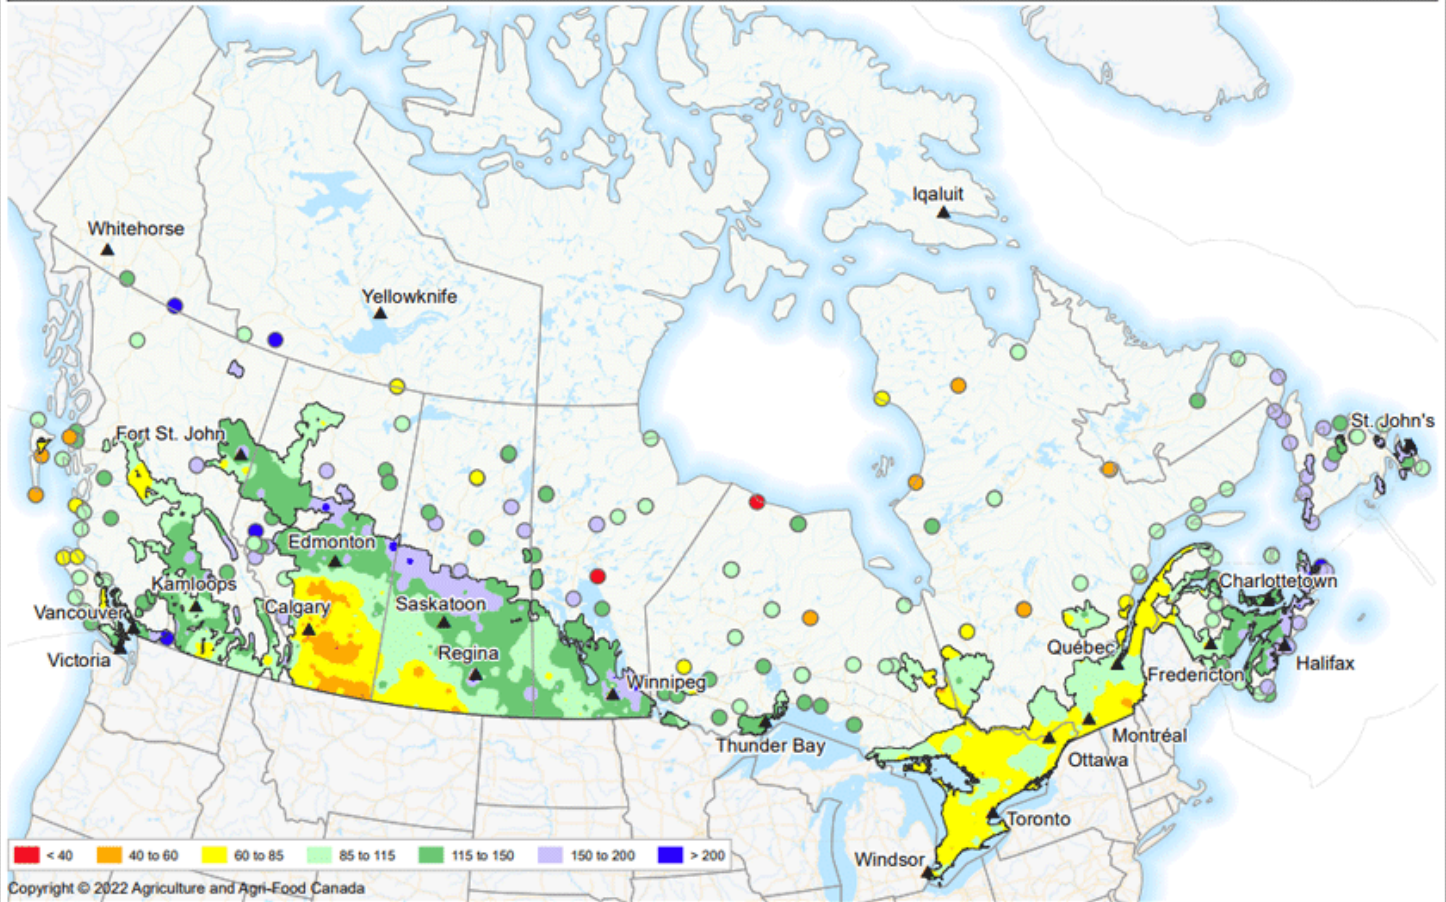 Iqaluit
Whitehorse
Yellowknife
St. John's
Fort St. John
Edmonton
Kamloops
Calgary
Saskatoon
Vancouver
Charlottetown
Victoria
Regina
Québec
Halifax
Winnipeg
Fredericton
Montréal
Thunder Bay
Ottawa
Toronto
Windsor
< 40 40 to 60 60 to 85 85 to 115 115 to 150 150 to 200 > 200
Copyright © 2022 Agriculture and Agri-Food Canada